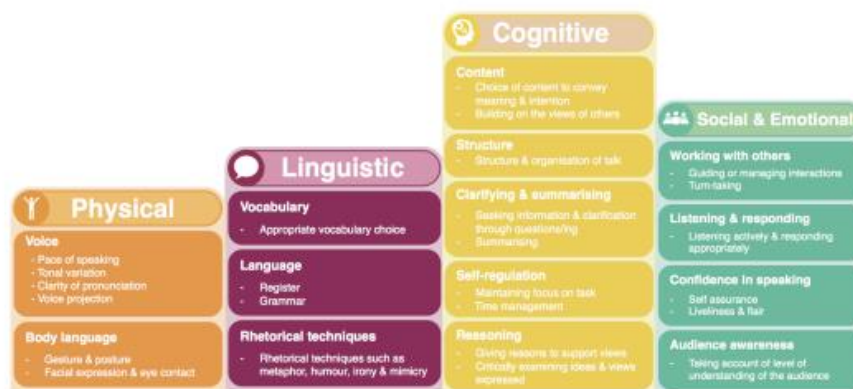 Physical
Voice
- Pace of speaking
- Tonal variation
- Clarity of pronunciation
- Voice projection
Body language
- Gesture & posture
- Facial expression & eye contact
Linguistic
Vocabulary
- Appropriate vocabulary choice
Language
- Register
- Grammar
Rhetorical techniques
- Rhetorical techniques such as
metaphor, humour, irony & mimicry
Cognitive
Content
- Choice of content to convey
meaning & intention
- Building on the views of others
Structure
- Structure & organisation of talk
Clarifying & summarising
- Seeking information & clarification
through questions/ing
- Summarising
Self-regulation
- Maintaining focus on task
- Time management
Reasoning
- Giving reasons to support views
- Critically examining ideas & views
expressed
Social & Emotional
Working with others
- Guiding or managing interactions
- Turn-taking
Listening & responding
- Listening actively & responding
appropriately
Confidence in speaking
- Self assurance
- Liveliness & flair
Audience awareness
- Taking account of level of
understanding of the audience